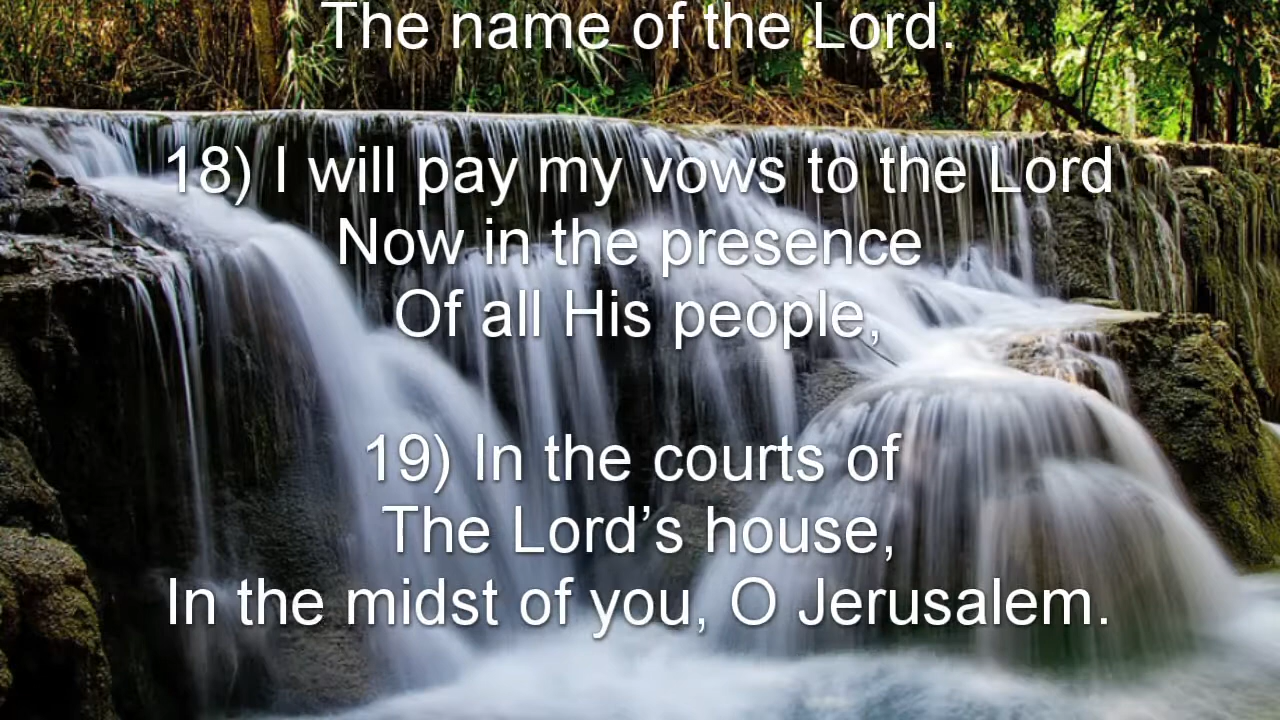 The name of the Lord.
18) I will pay my vows to the Lord
Now in the presence
Of all His people,
19) In the courts of
The Lord’s house,
In the midst of you, O Jerusalem.